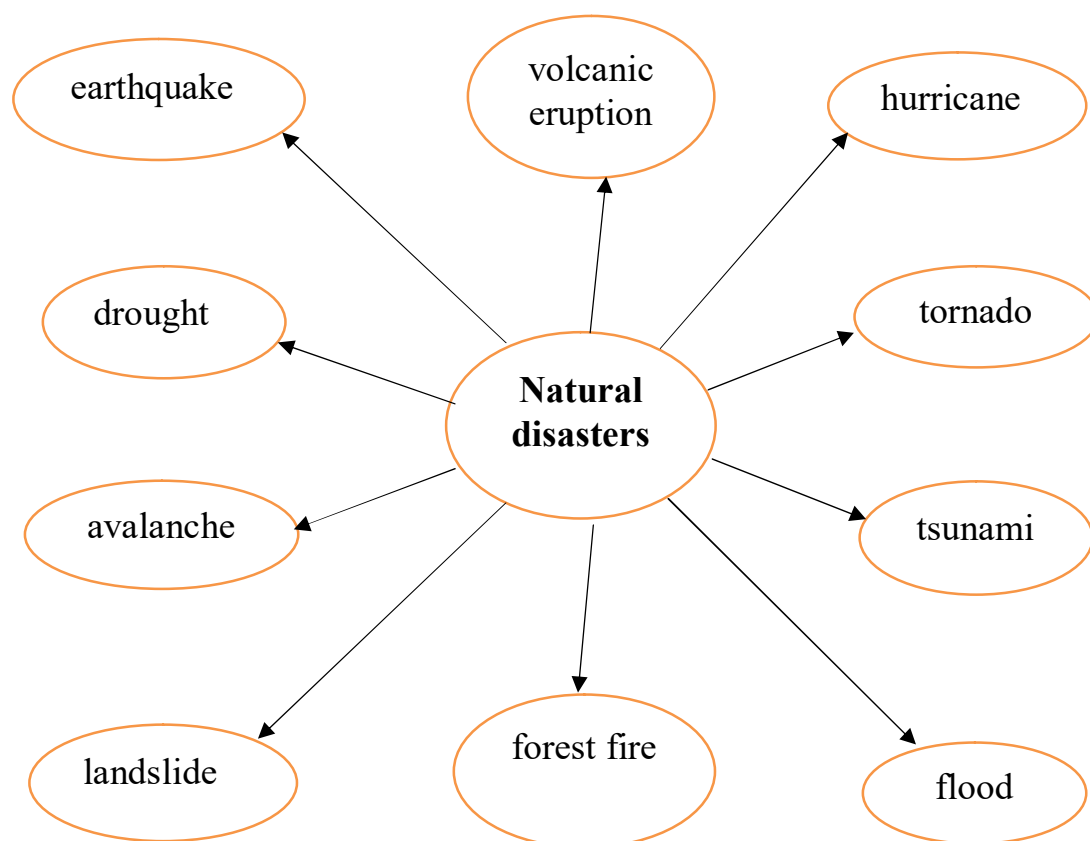 earthquake
volcanic
eruption
hurricane
drought
tornado
Natural
disasters
avalanche
tsunami
landslide
forest fire
flood